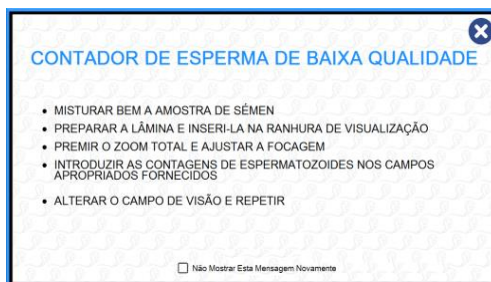 CONTADOR DE ESPERMA DE BAIXA QUALIDADE
• MISTURAR BEM A AMOSTRA DE SÉMEN
• PREPARAR A LÂMINA E INSERI-LA NA RANHURA DE VISUALIZAÇÃO
• PREMIR O ZOOM TOTAL E AJUSTAR A FOCAGEM
• INTRODUZIR AS CONTAGENS DE ESPERMATOZOIDES NOS CAMPOS
APROPRIADOS FORNECIDOS
• ALTERAR O CAMPO DE VISÃO E REPETIR
Não Mostrar Esta Mensagem Novamente